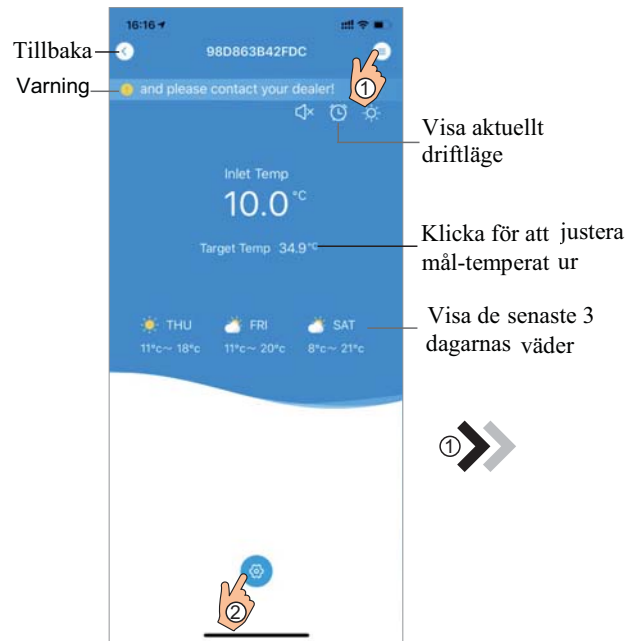 16:16
98D863B42FDC
Tillbaka
Varning
and please contact your dealer!
①
Visa aktuellt
driftläge
Inlet Temp
10.0 °C
Target Temp 34.9°C
Klicka för att justera
mål-temperat ur
THU FRI SAT
11°c~ 18°c 11°c~ 20°c 8°c~ 21°c
Visa de senaste 3
dagarnas väder
①
②